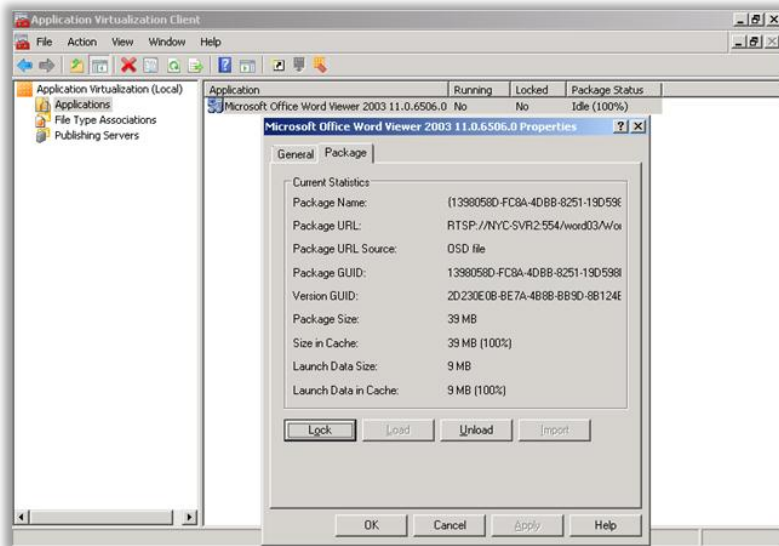 Application Virtualization Client
File Action View Window Help
Application Virtualization (Local)
Applications
File Type Associations
Publishing Servers
Application Running Locked Package Status
Microsoft Office Word Viewer 2003 11.0.6506.0 No No Idle (100%)
Microsoft Office Word Viewer 2003 11.0.6506.0 Properties
General Package
Current Statistics
Package Name: {1398058D-FC8A-4DBB-8251-19D598
Package URL: RTSP://NYC-SVR2:554/word03/Wo
Package URL Source: OSD file
Package GUID: 1398058D-FC8A-4DBB-8251-19D598
Version GUID: 2D230E0B-BE7A-4B8B-BB9D-8B124
Package Size: 39 MB
Size in Cache: 39 MB (100%)
Launch Data Size: 9 MB
Launch Data in Cache: 9 MB (100%)
Lock Load Unload Import
OK Cancel Apply Help